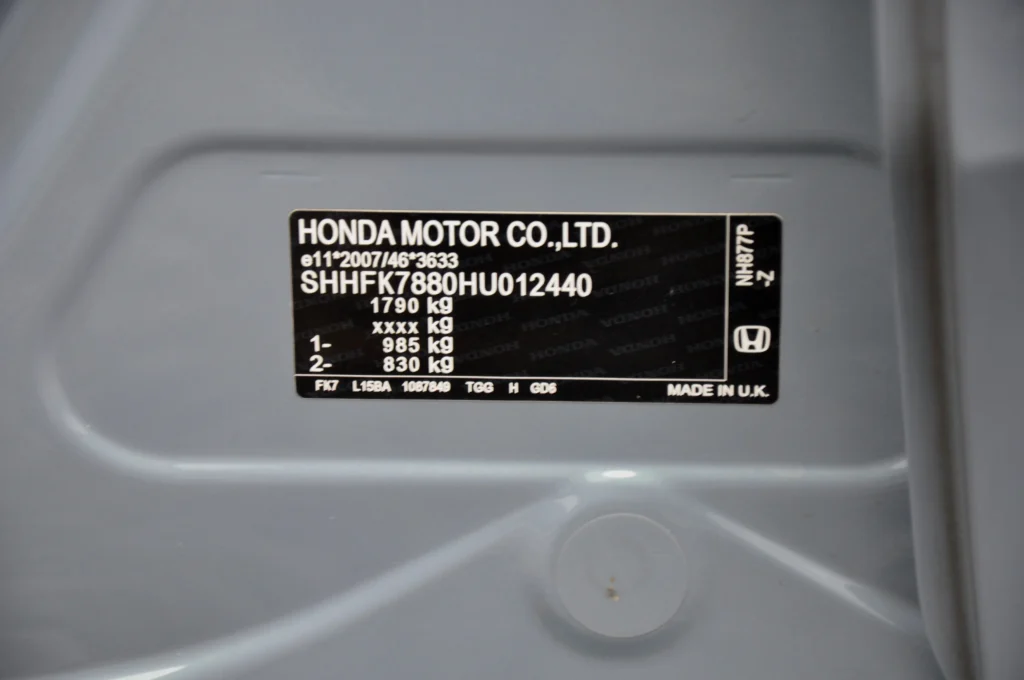 HONDA MOTOR CO.,LTD.
e11*2007/46*3633
SHHFK7880HU012440
1790 kg
xxxx kg
1- 985 kg
2- 830 kg
FK7 L15BA 1087849 TGG H GD6
MADE IN U.K.
NH877P
-Z